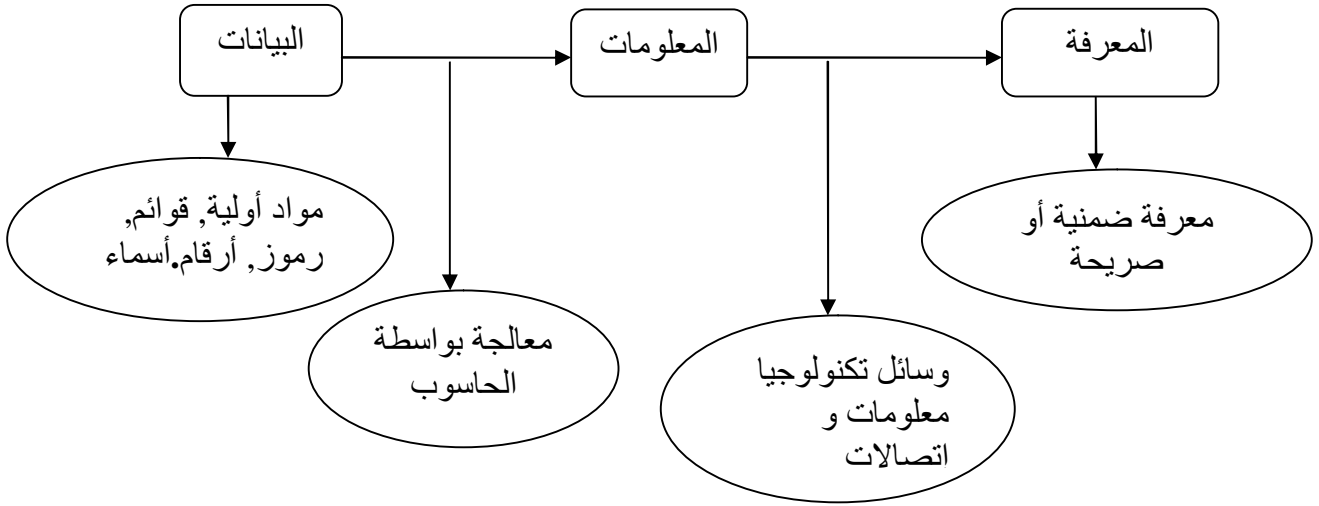 البيانات
المعلومات
المعرفة
مواد أولية, قوائم,
رموز, أرقام.أسماء
معالجة بواسطة
الحاسوب
وسائل تكنولوجيا
معلومات و
اتصالات
معرفة ضمنية أو
صريحة